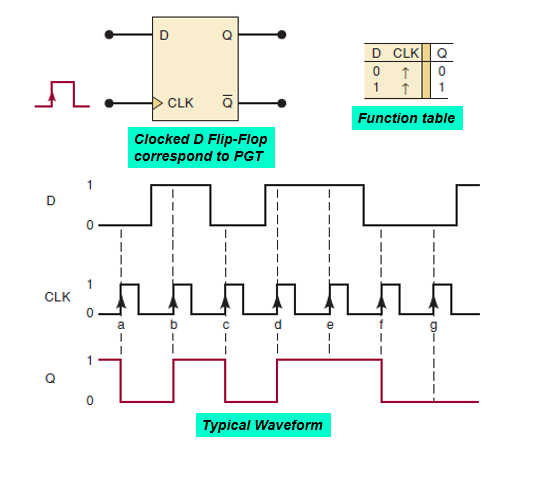 D Q
CLK Q̅
D CLK Q
0 ↑ 0
1 ↑ 1
Clocked D Flip-Flop
correspond to PGT
Function table
1
D
0
1
CLK
0
a b c d e f g
1
Q
0
Typical Waveform